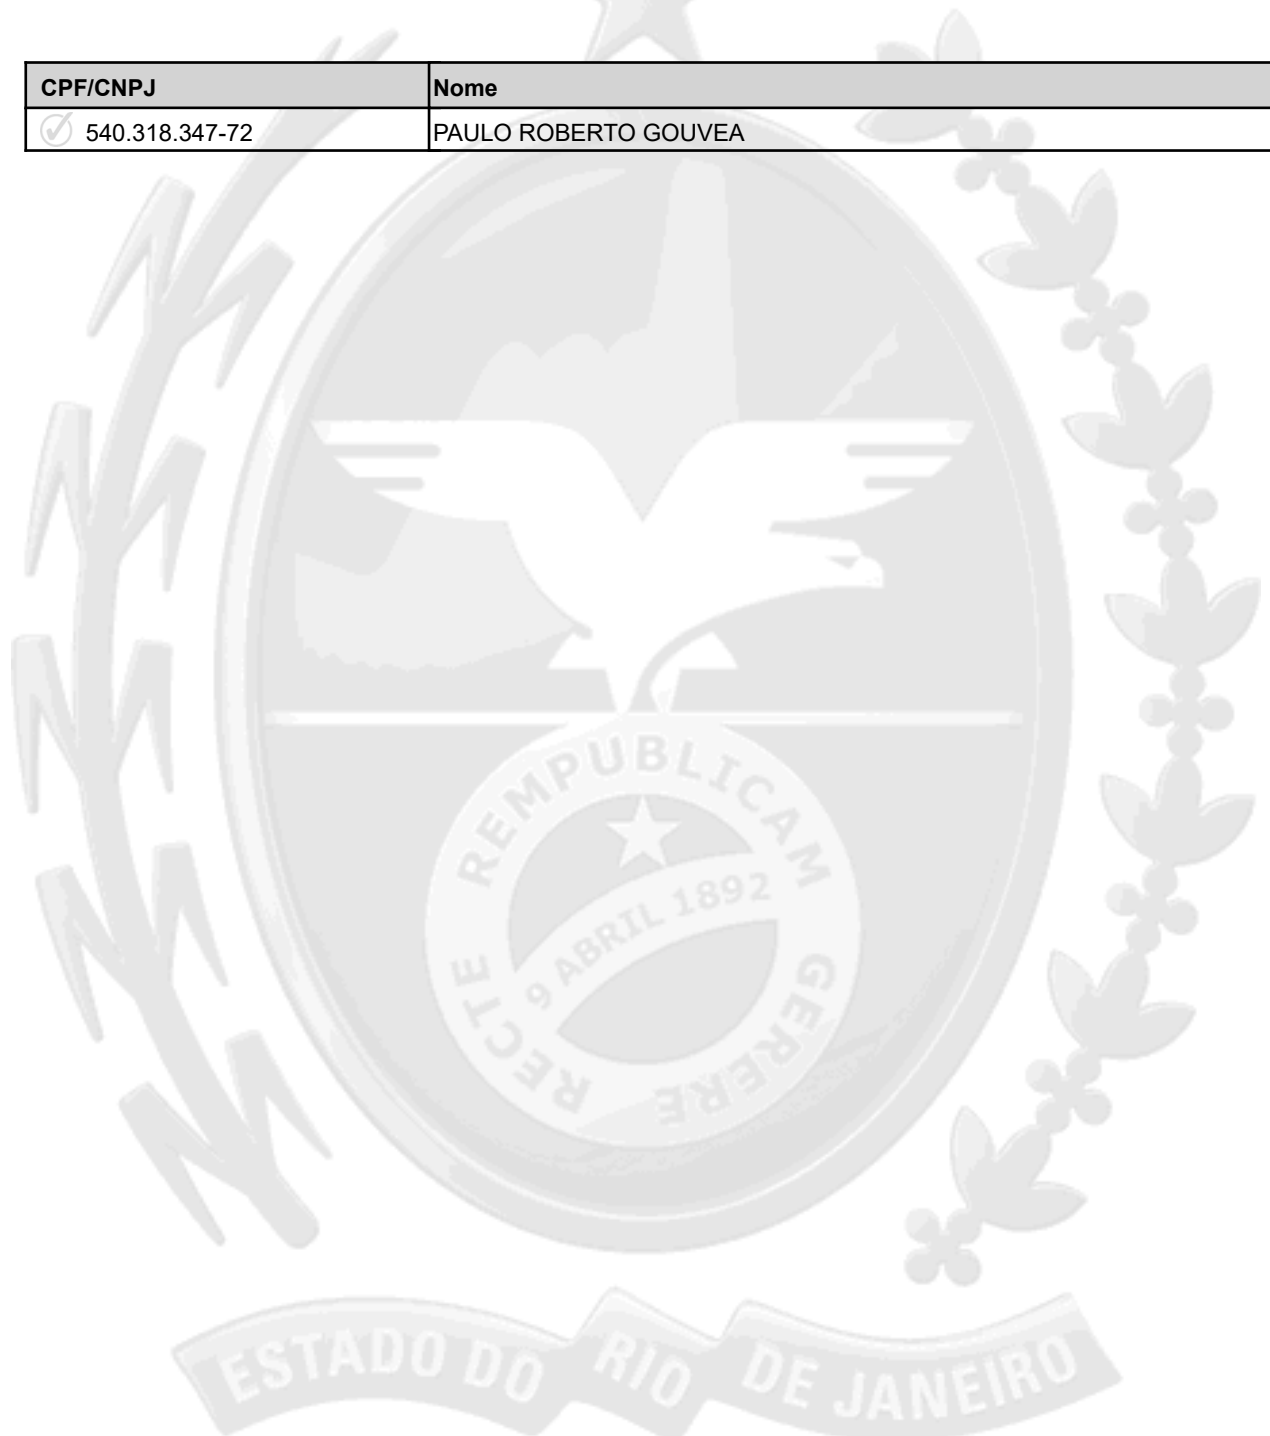 CPF/CNPJ Nome
540.318.347-72 PAULO ROBERTO GOUVEA
REMPUBLICAM
9 ABRIL 1892
RECTE GERERE
ESTADO DO RIO DE JANEIRO